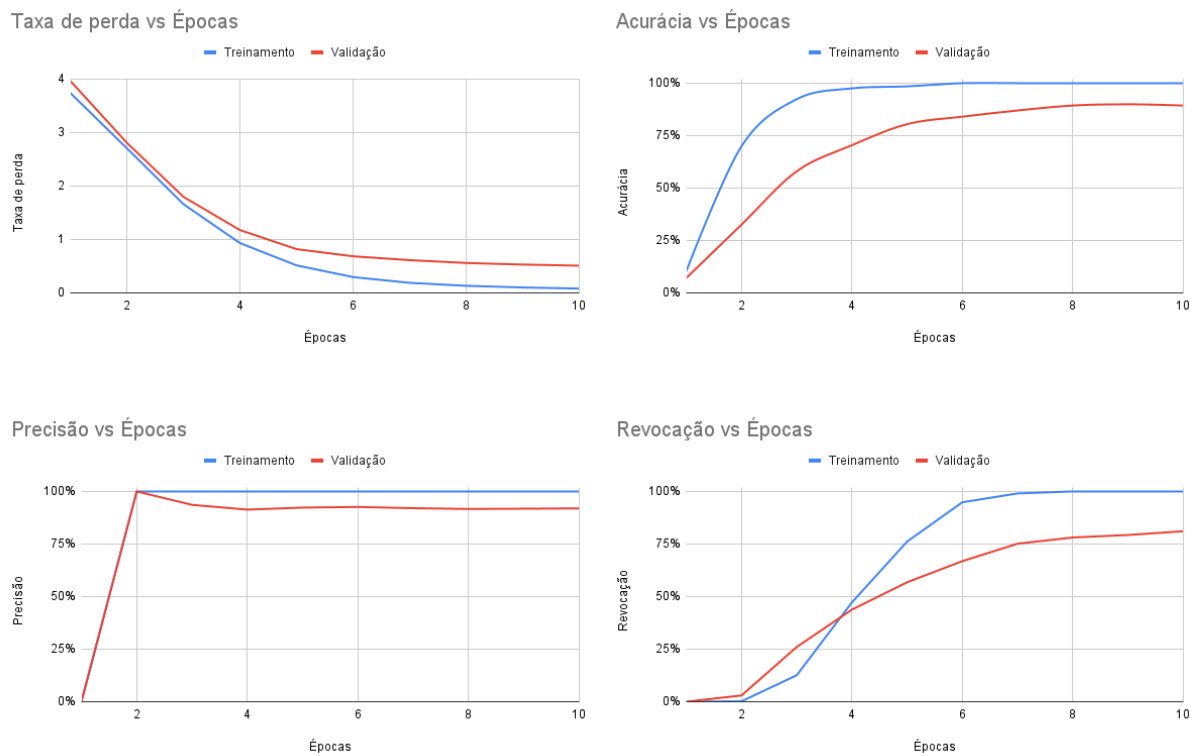 Taxa de perda vs Épocas
Treinamento Validação
4
3
2
1
0
Taxa de perda
2 4 6 8 10
Épocas
Acurácia vs Épocas
Treinamento Validação
100%
75%
50%
25%
0%
Acurácia
2 4 6 8 10
Épocas
Precisão vs Épocas
Treinamento Validação
100%
75%
50%
25%
0%
Precisão
2 4 6 8 10
Épocas
Revocação vs Épocas
Treinamento Validação
100%
75%
50%
25%
0%
Revocação
2 4 6 8 10
Épocas